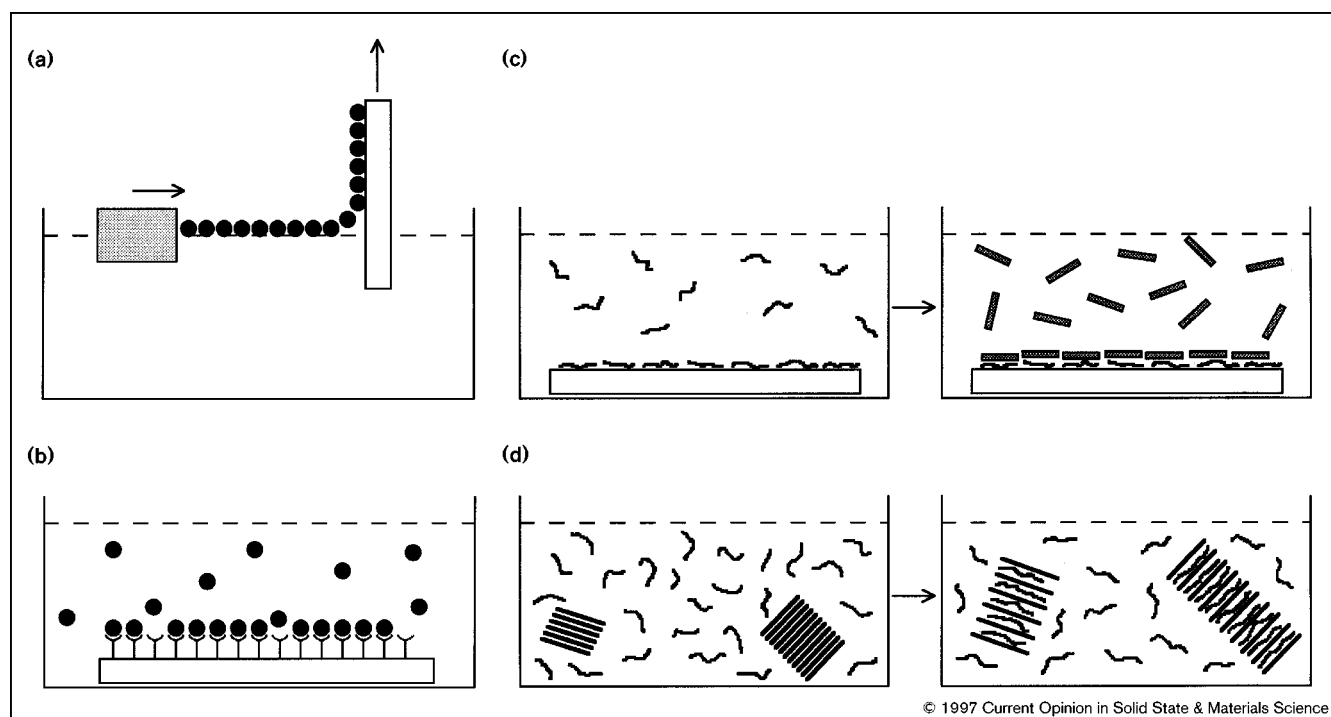 (a)
(c)
(b)
(d)
© 1997 Current Opinion in Solid State & Materials Science